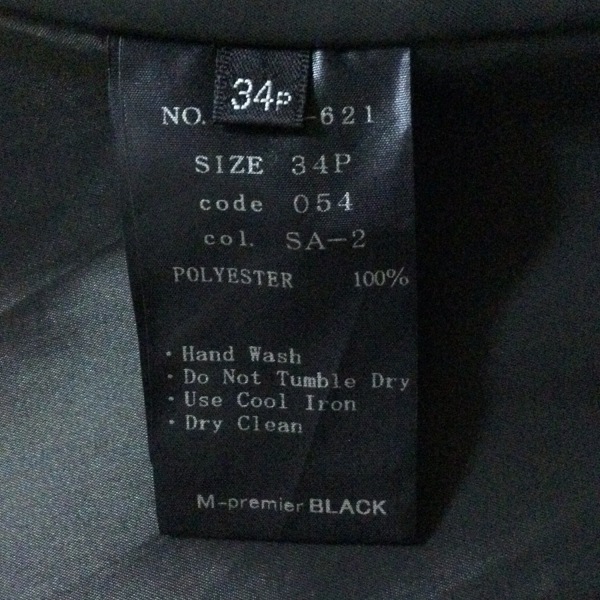 34P
NO. -621
SIZE 34P
code 054
col. SA-2
POLYESTER 100%
・Hand Wash
・Do Not Tumble Dry
・Use Cool Iron
・Dry Clean
M-premier BLACK